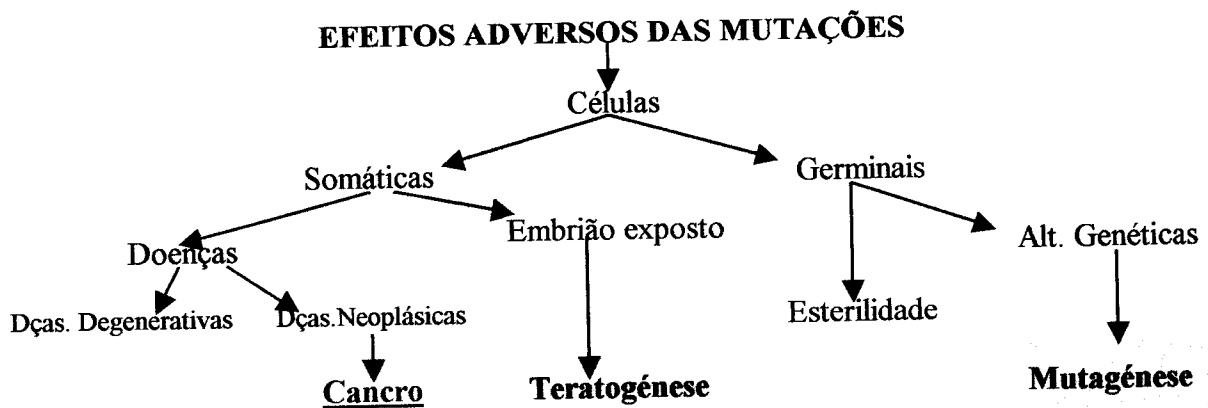 EFEITOS ADVERSOS DAS MUTAÇÕES
Células
Somáticas
Germinais
Doenças
Embrião exposto
Alt. Genéticas
Dças. Degenerativas
Dças.Neoplásicas
Esterilidade
Cancro
Teratogénese
Mutagénese